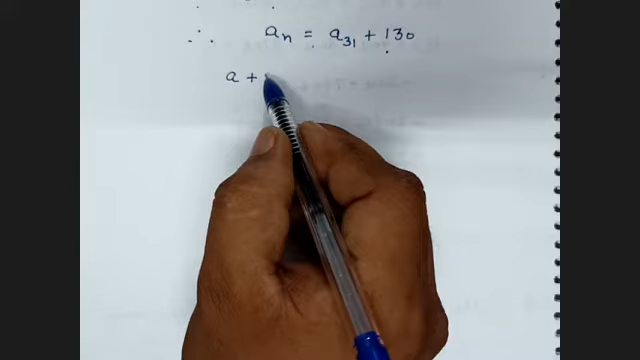 ∴ aₙ = a₃₁ + 130
a +